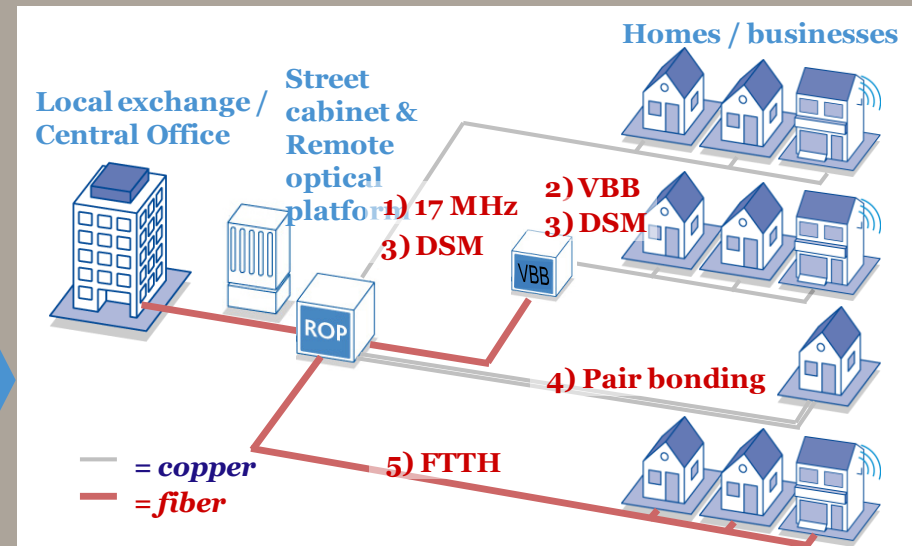 Homes / businesses
Local exchange /
Central Office
Street
cabinet &
Remote
optical
platform
1) 17 MHz
3) DSM
2) VBB
3) DSM
VBB
ROP
4) Pair bonding
5) FTTH
= copper
= fiber